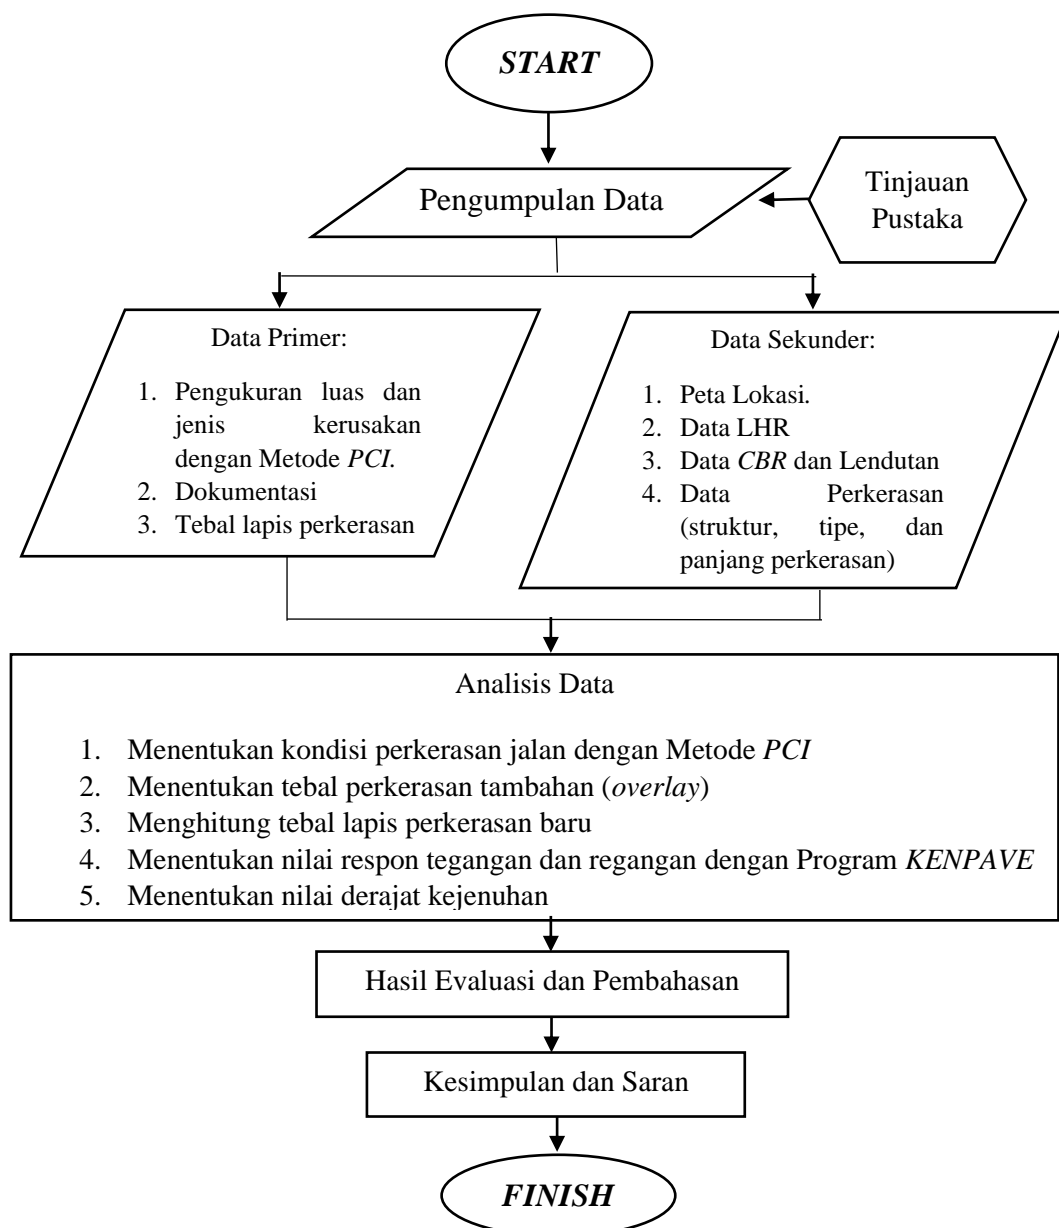 START
Pengumpulan Data
Tinjauan
Pustaka
Data Primer:
1. Pengukuran luas dan
jenis kerusakan
dengan Metode PCI.
2. Dokumentasi
3. Tebal lapis perkerasan
Data Sekunder:
1. Peta Lokasi.
2. Data LHR
3. Data CBR dan Lendutan
4. Data Perkerasan
(struktur, tipe, dan
panjang perkerasan)
Analisis Data
1. Menentukan kondisi perkerasan jalan dengan Metode PCI
2. Menentukan tebal perkerasan tambahan (overlay)
3. Menghitung tebal lapis perkerasan baru
4. Menentukan nilai respon tegangan dan regangan dengan Program KENPAVE
5. Menentukan nilai derajat kejenuhan
Hasil Evaluasi dan Pembahasan
Kesimpulan dan Saran
FINISH